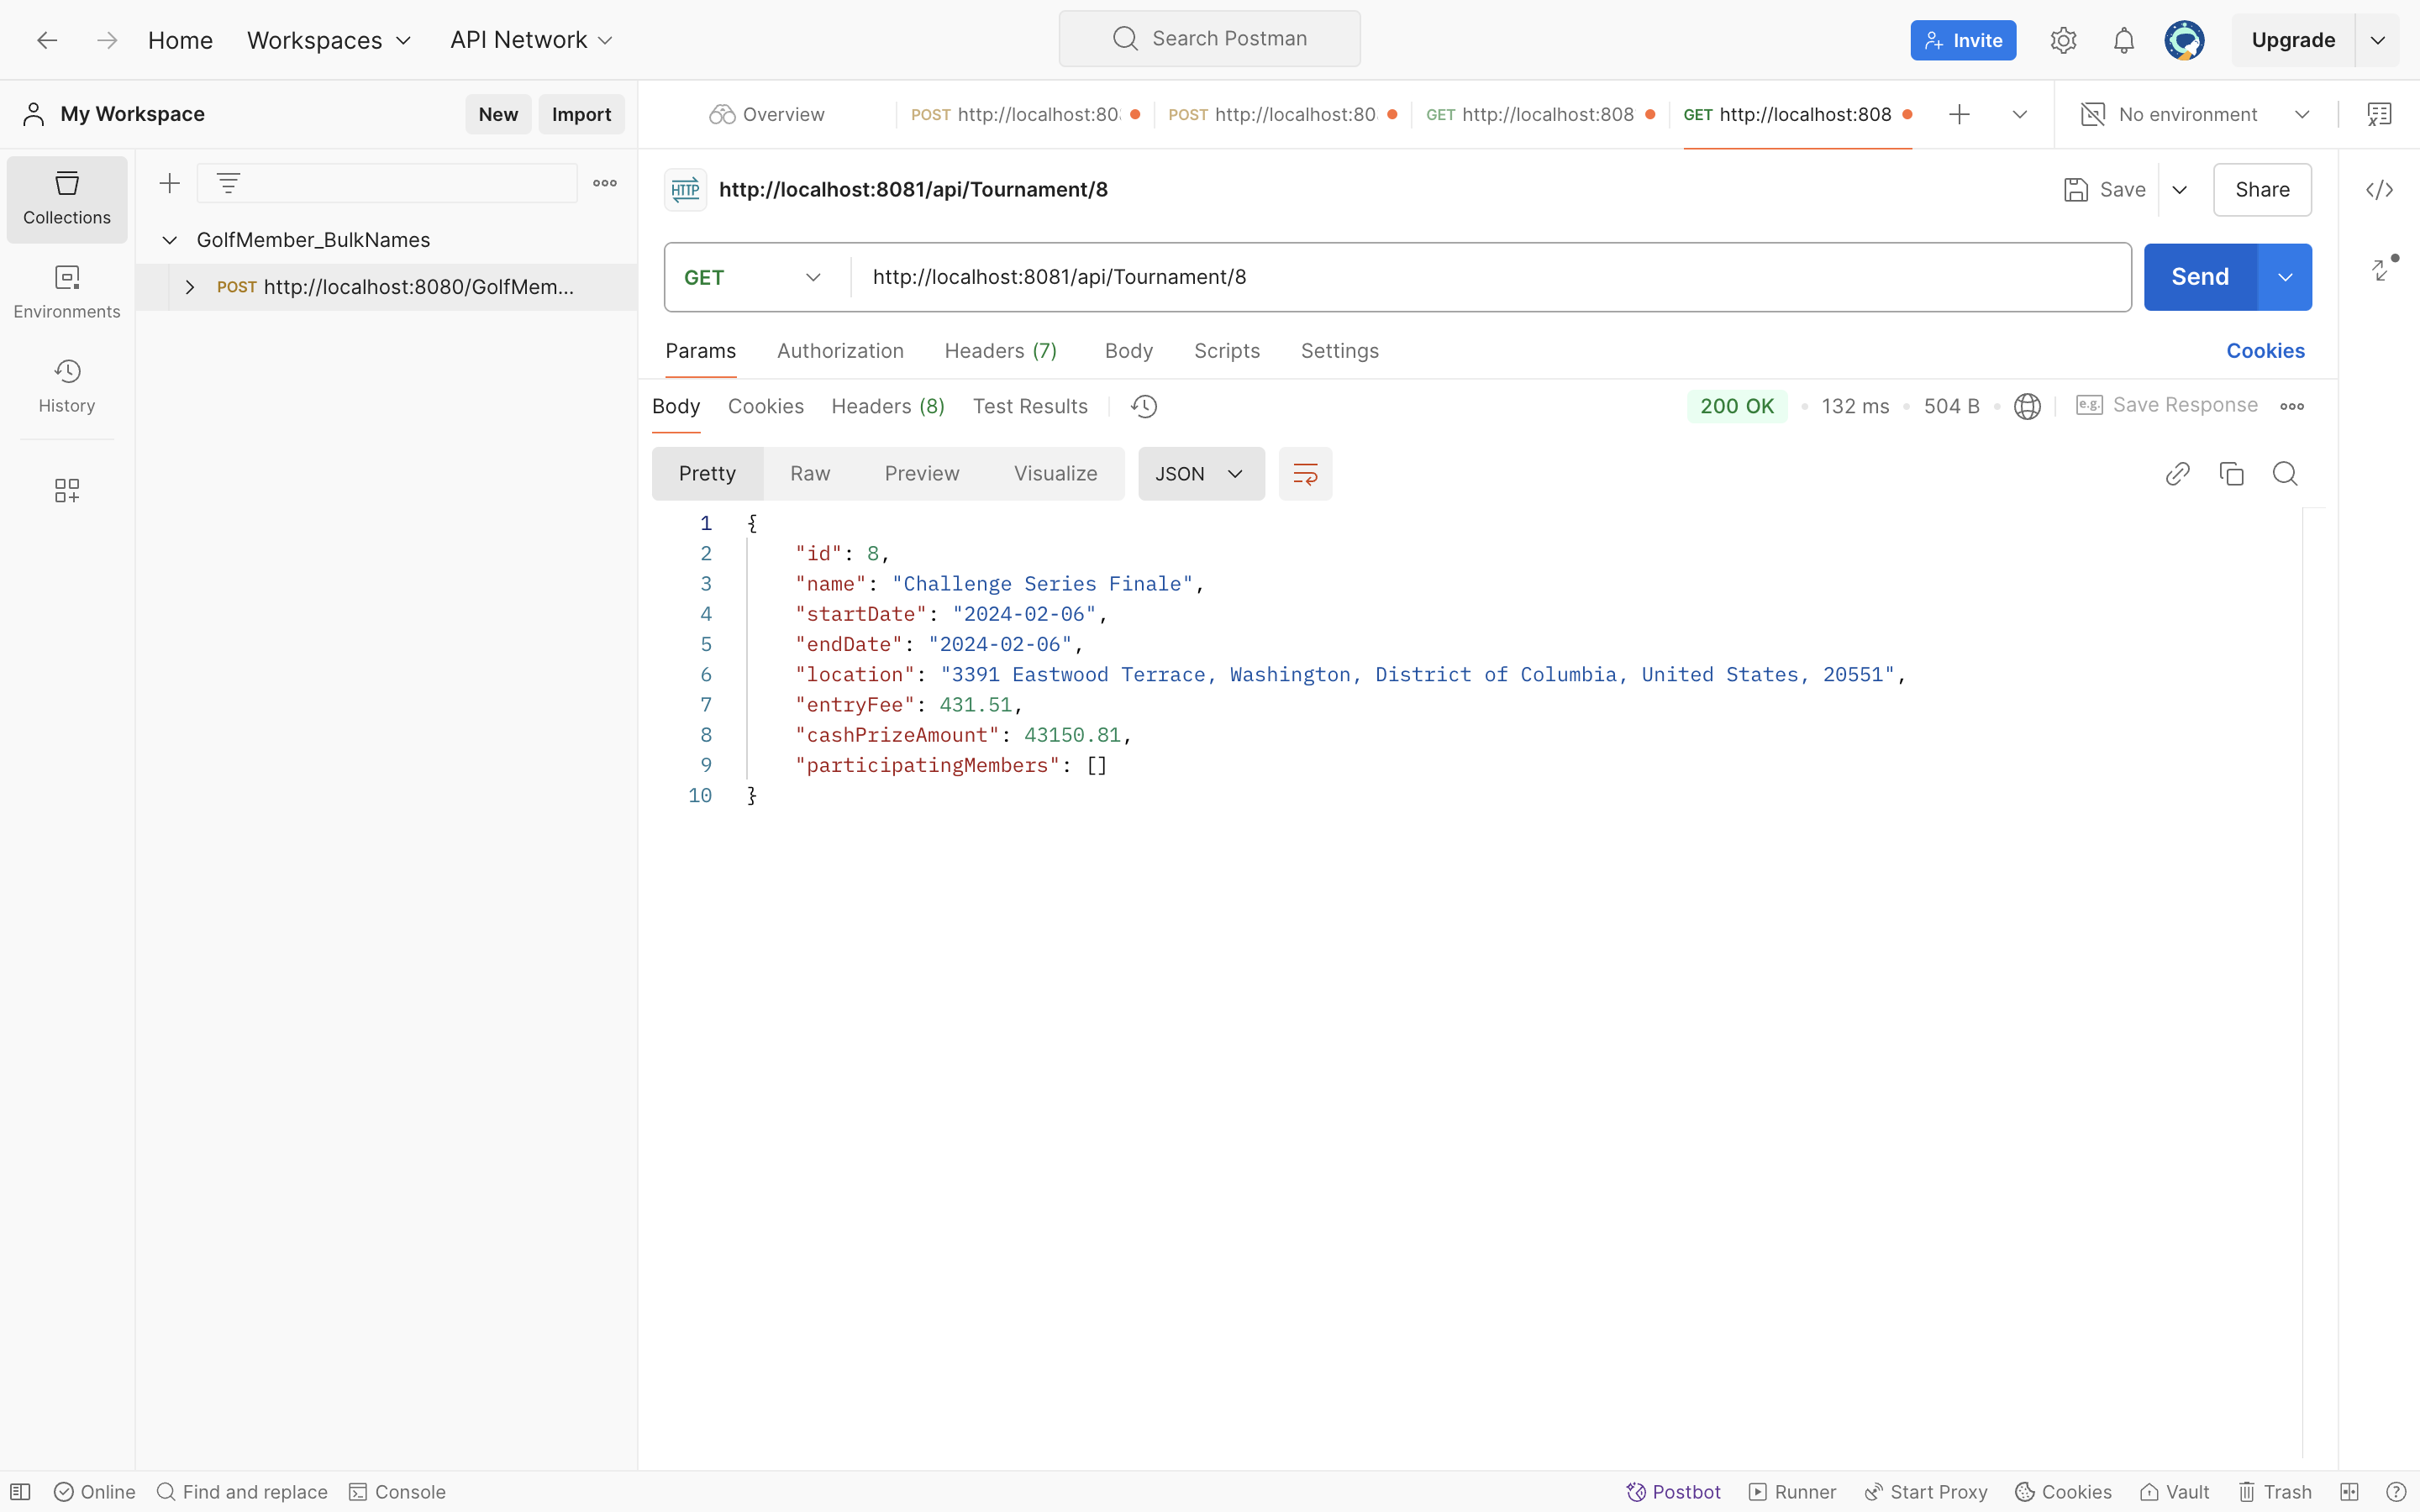 Home Workspaces API Network Search Postman Invite Upgrade
My Workspace New Import Overview POST http://localhost:80 POST http://localhost:80 GET http://localhost:808 GET http://localhost:808 No environment
Collections
Environments
History
GolfMember_BulkNames
POST http://localhost:8080/GolfMem...
HTTP http://localhost:8081/api/Tournament/8 Save Share
GET http://localhost:8081/api/Tournament/8 Send
Params Authorization Headers (7) Body Scripts Settings Cookies
Body Cookies Headers (8) Test Results 200 OK 132 ms 504 B e.g. Save Response
Pretty Raw Preview Visualize JSON
1 {
2 "id": 8,
3 "name": "Challenge Series Finale",
4 "startDate": "2024-02-06",
5 "endDate": "2024-02-06",
6 "location": "3391 Eastwood Terrace, Washington, District of Columbia, United States, 20551",
7 "entryFee": 431.51,
8 "cashPrizeAmount": 43150.81,
9 "participatingMembers": []
10 }
Online Find and replace Console Postbot Runner Start Proxy Cookies Vault Trash